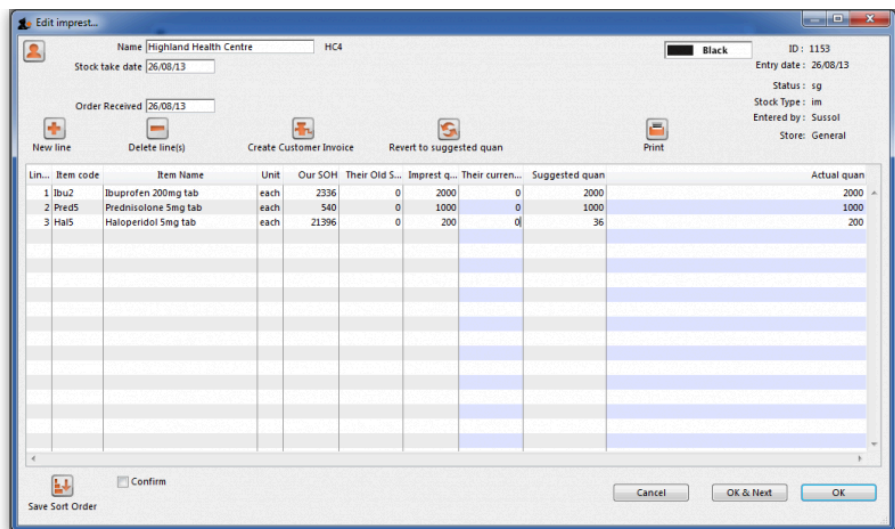 Edit imprest...
Name Highland Health Centre HC4 Black ID: 1153
Stock take date 26/08/13 Entry date: 26/08/13
Status: sg
Order Received 26/08/13 Stock Type: im
Entered by: Sussol
Store: General
New line Delete line(s) Create Customer Invoice Revert to suggested quan Print
Lin... Item code Item Name Unit Our SOH Their Old S... Imprest q... Their curren... Suggested quan Actual quan
1 Ibu2 Ibuprofen 200mg tab each 2336 0 2000 0 2000 2000
2 Pred5 Prednisolone 5mg tab each 540 0 1000 0 1000 1000
3 Hal5 Haloperidol 5mg tab each 21396 0 200 0 36 200
Confirm
Save Sort Order Cancel OK & Next OK